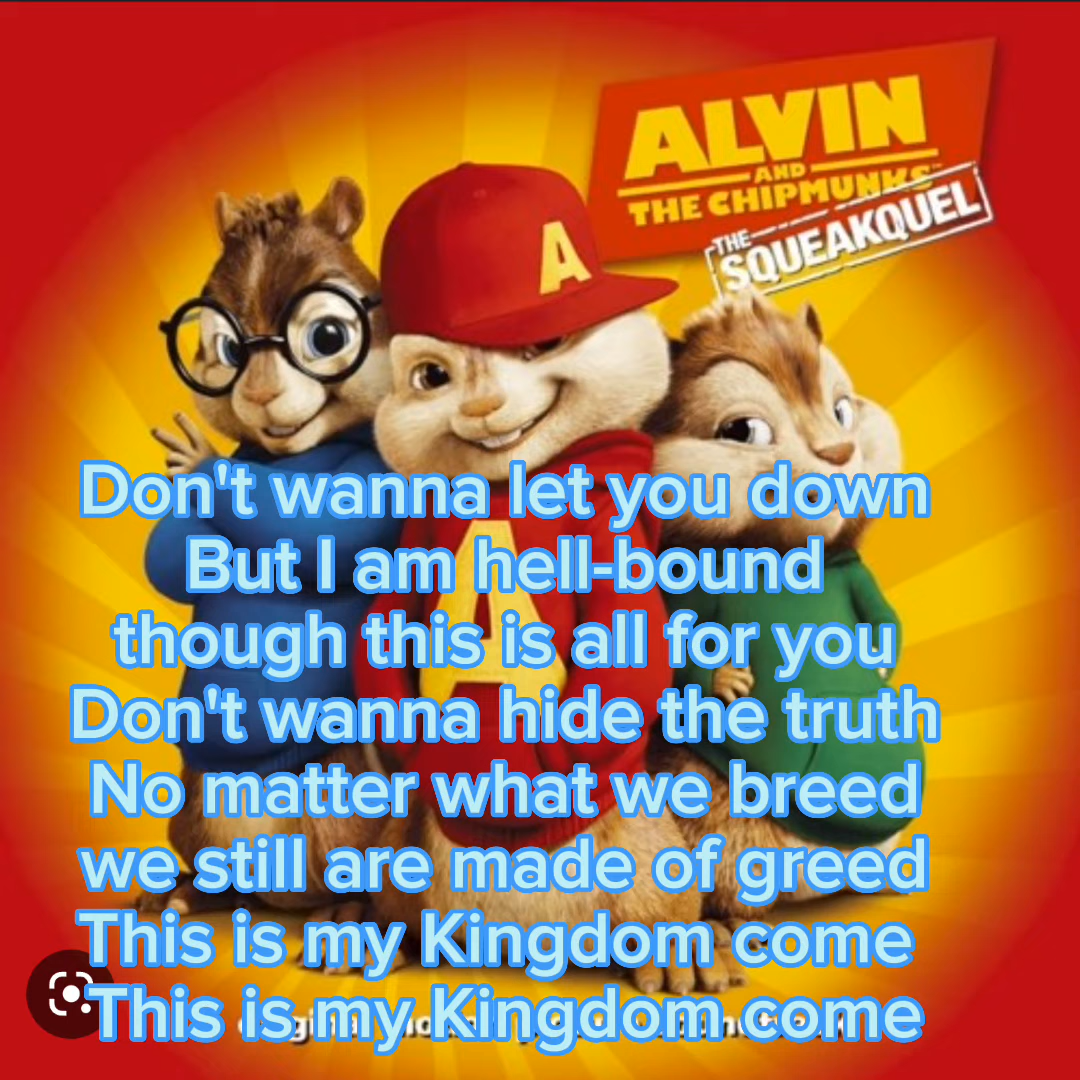 ALVIN
AND
THE CHIPMUNKS™
THE
SQUEAKQUEL
A
Don't wanna let you down
But I am hell-bound
though this is all for you
A
Don't wanna hide the truth
No matter what we breed
we still are made of greed
This is my Kingdom come
This is my Kingdom come